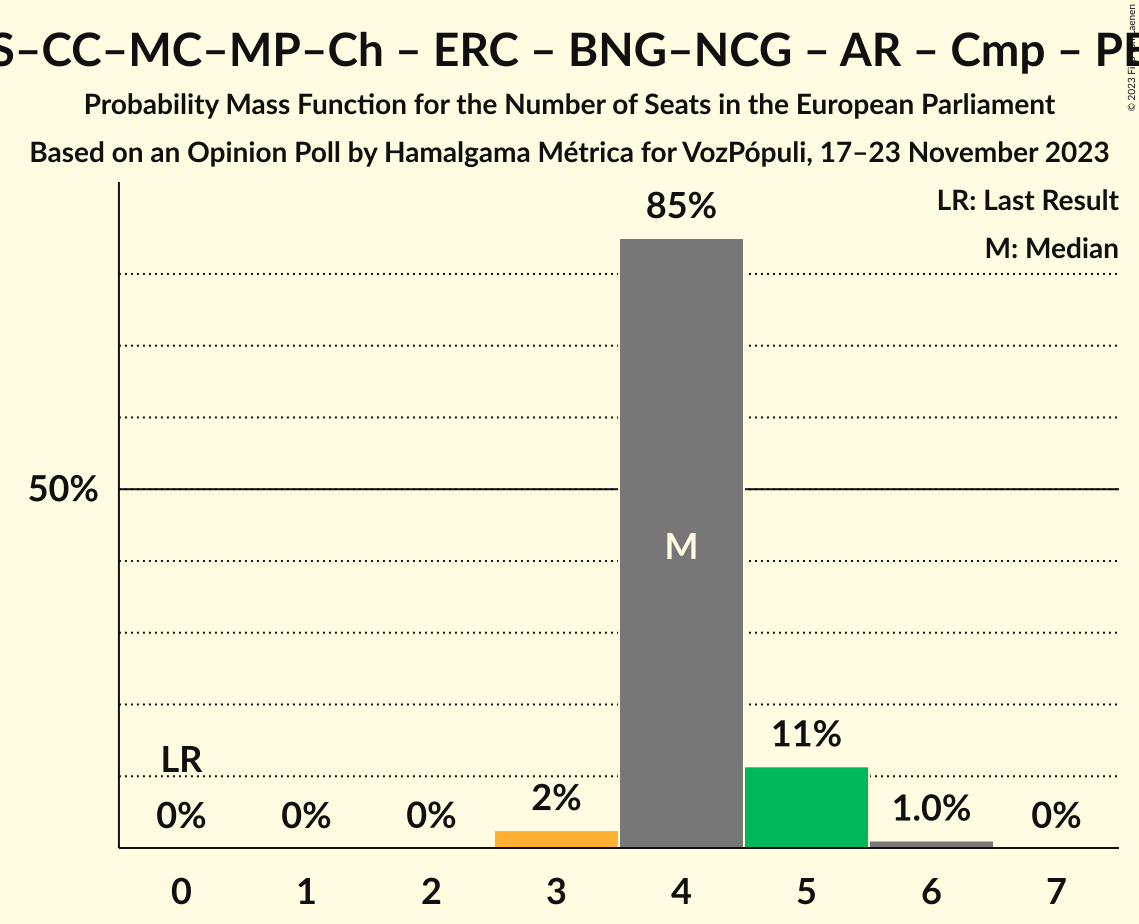 S–CC–MC–MP–Ch – ERC – BNG–NCG – AR – Cmp –
Probability Mass Function for the Number of Seats in the European Parliament
Based on an Opinion Poll by Hamalgama Métrica for VozPópuli, 17–23 November 2023
© 2023
LR: Last Result
M: Median
85%
50%
M
11%
LR
2%
1.0%
0% 0% 0% 0%
0 1 2 3 4 5 6 7